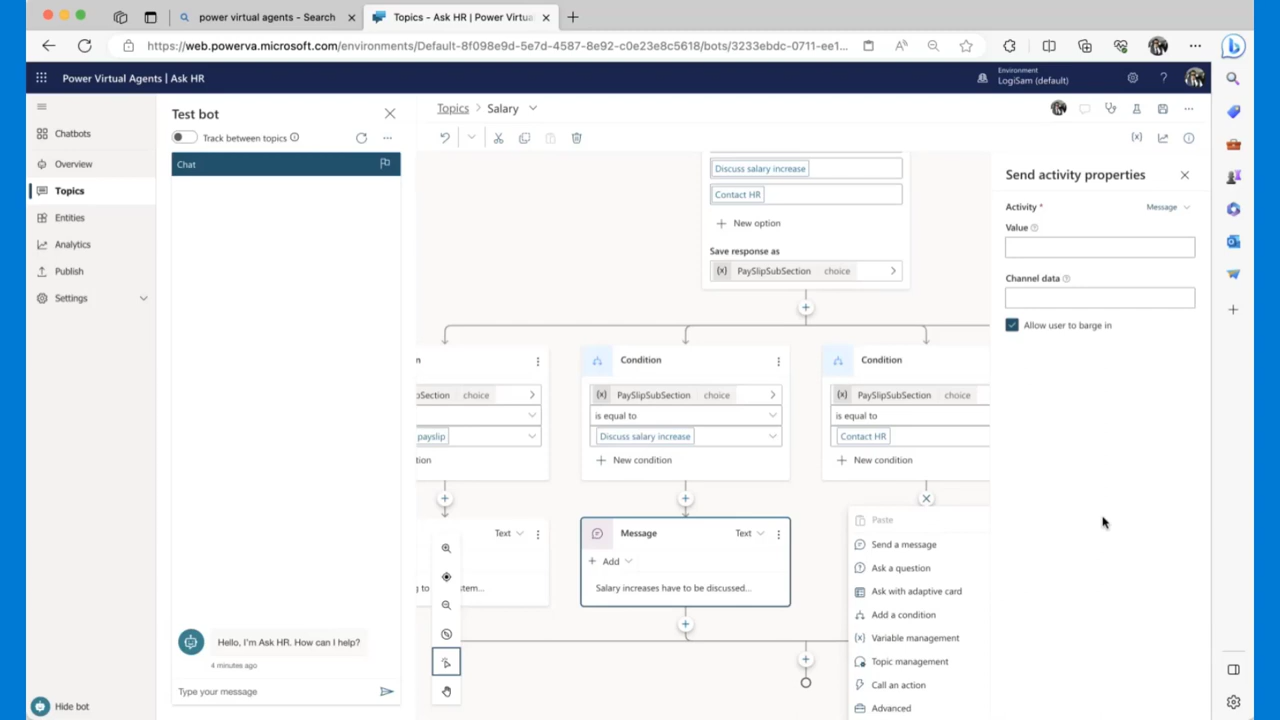 power virtual agents - Search
Topics - Ask HR | Power Virtua
https://web.powerva.microsoft.com/environments/Default-8f098e9d-5e7d-4587-8e92-c0e23e8c5618/bots/3233ebdc-0711-ee1...
Power Virtual Agents | Ask HR
Environment
LogiSam (default)
Chatbots
Overview
Topics
Entities
Analytics
Publish
Settings
Hide bot
Test bot
Track between topics
Chat
Hello, I'm Ask HR. How can I help?
4 minutes ago
Type your message
Topics > Salary
Discuss salary increase
Contact HR
New option
Save response as
{x} PaySlipSubSection choice
n
Section choice
payslip
tion
Text
g to
tem...
Condition
{x} PaySlipSubSection choice
is equal to
Discuss salary increase
New condition
Message Text
Add
Salary increases have to be discussed...
Condition
{x} PaySlipSubSection choice
is equal to
Contact HR
New condition
Paste
Send a message
Ask a question
Ask with adaptive card
Add a condition
{x} Variable management
Topic management
Call an action
Advanced
{x}
Send activity properties
Activity * Message
Value
Channel data
Allow user to barge in